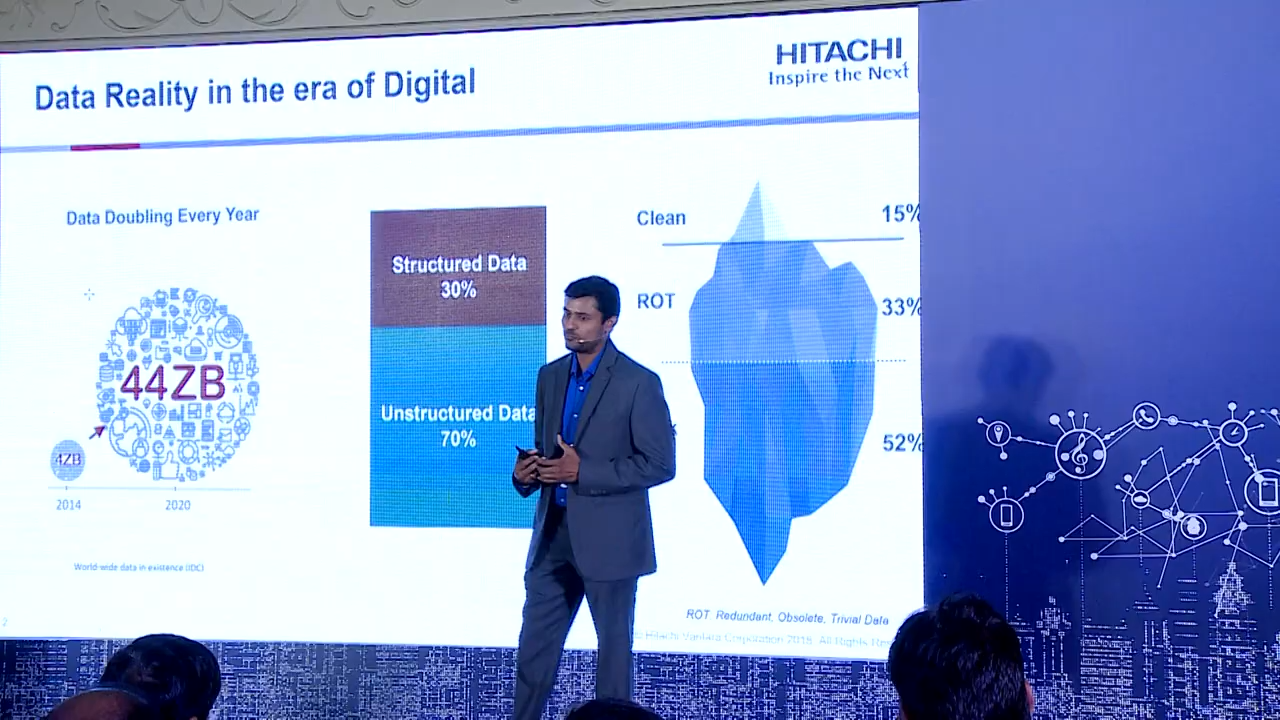 Data Reality in the era of Digital
HITACHI
Inspire the Next
Data Doubling Every Year
44ZB
4ZB
2014
2020
World-wide data in existence (IDC)
Structured Data
30%
Unstructured Data
70%
Clean
15%
ROT
33%
52%
ROT: Redundant, Obsolete, Trivial Data
Hitachi Vantara Corporation 2018. All Rights
2